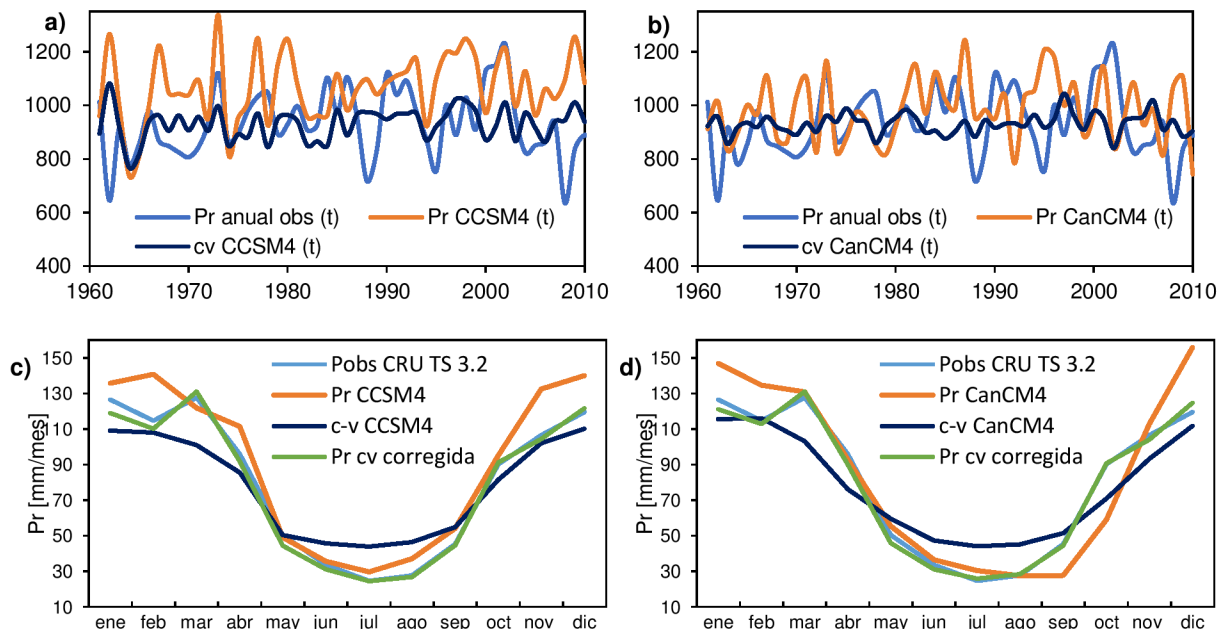 a)
1200
1000
800
600
400
Pr anual obs (t)
Pr CCSM4 (t)
cv CCSM4 (t)
1960 1970 1980 1990 2000 2010
b)
1200
1000
800
600
400
Pr anual obs (t)
Pr CanCM4 (t)
cv CanCM4 (t)
1960 1970 1980 1990 2000 2010
c)
Pr [mm/mes]
150
130
110
90
70
50
30
10
Pobs CRU TS 3.2
Pr CCSM4
c-v CCSM4
Pr cv corregida
ene feb mar abr may jun jul ago sep oct nov dic
d)
Pr [mm/mes]
150
130
110
90
70
50
30
10
Pobs CRU TS 3.2
Pr CanCM4
c-v CanCM4
Pr cv corregida
ene feb mar abr may jun jul ago sep oct nov dic